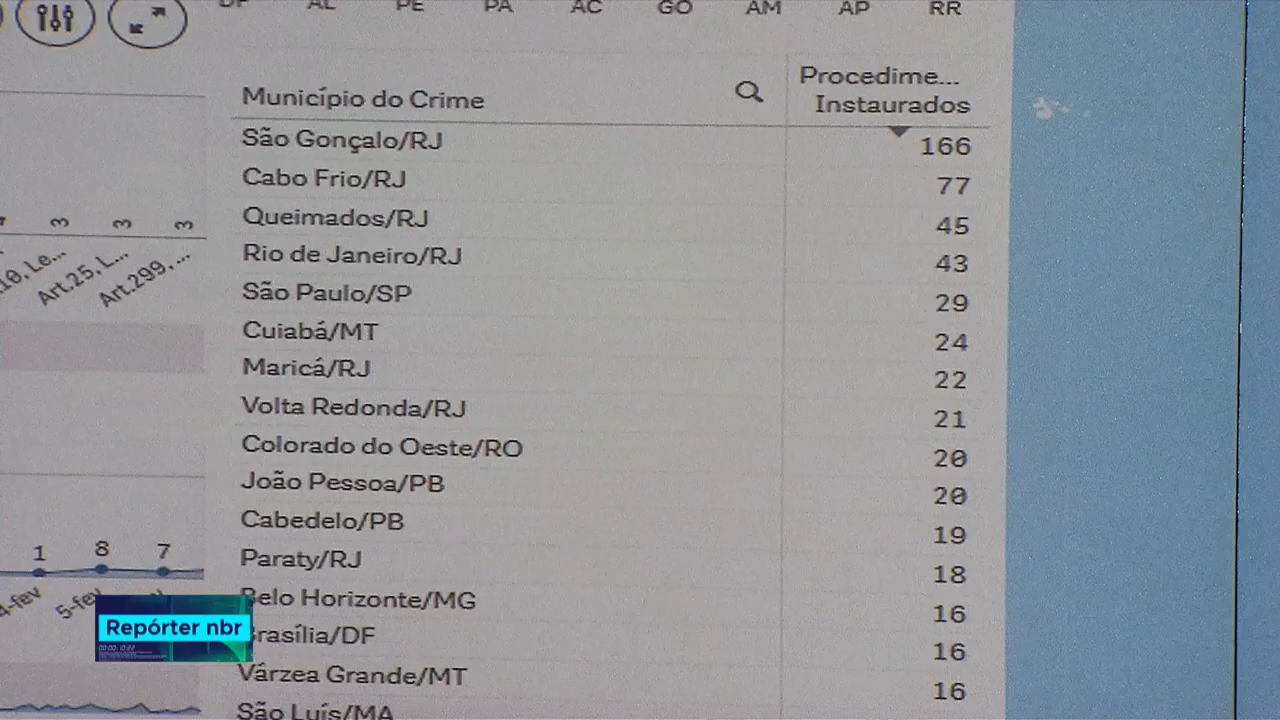 AL PE PA AC GO AM AP RR
Município do Crime
Procedime...
Instaurados
São Gonçalo/RJ 166
Cabo Frio/RJ 77
Queimados/RJ 45
Rio de Janeiro/RJ 43
São Paulo/SP 29
Cuiabá/MT 24
Maricá/RJ 22
Volta Redonda/RJ 21
Colorado do Oeste/RO 20
João Pessoa/PB 20
Cabedelo/PB 19
Paraty/RJ 18
Belo Horizonte/MG 16
Brasília/DF 16
Várzea Grande/MT 16
São Luís/MA
3 3 3
Art.25, L...
Art.299, ...
1 8 7
Repórter nbr